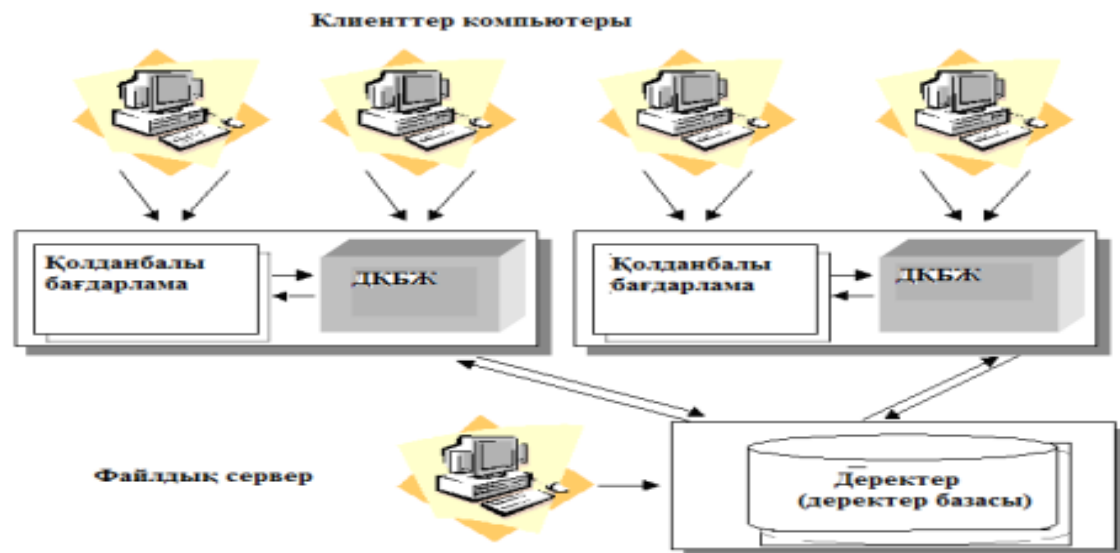 Клиенттер компьютеры
Қолданбалы
бағдарлама
ДҚБЖ
Қолданбалы
бағдарлама
ДҚБЖ
Файлдық сервер
Деректер
(деректер базасы)